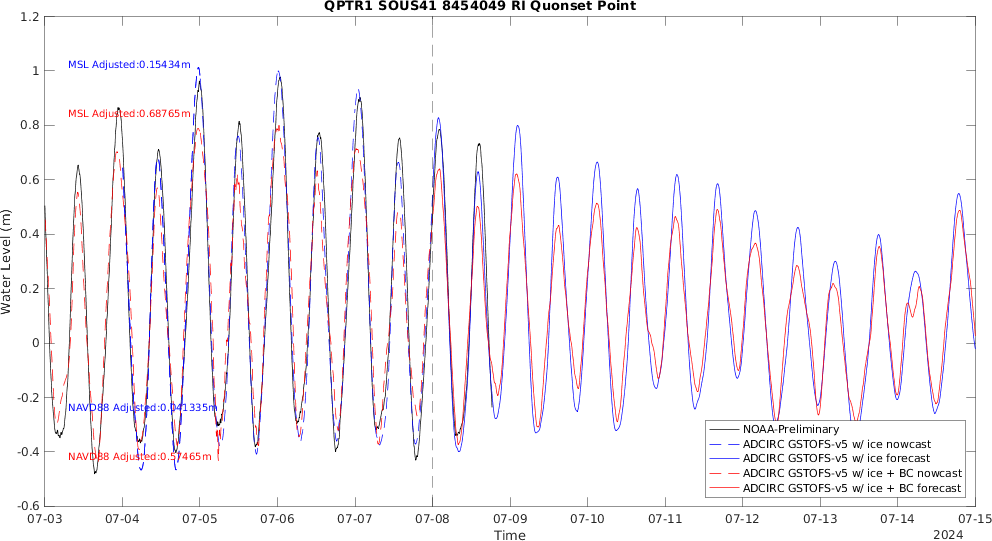 QPTR1 SOUS41 8454049 RI Quonset Point
1.2
1
0.8
0.6
0.4
0.2
0
-0.2
-0.4
-0.6
Water Level (m)
MSL Adjusted:0.15434m
MSL Adjusted:0.68765m
NAVD88 Adjusted:0.041335m
NAVD88 Adjusted:0.57465m
NOAA-Preliminary
ADCIRC GSTOFS-v5 w/ ice nowcast
ADCIRC GSTOFS-v5 w/ ice forecast
ADCIRC GSTOFS-v5 w/ ice + BC nowcast
ADCIRC GSTOFS-v5 w/ ice + BC forecast
07-03 07-04 07-05 07-06 07-07 07-08 07-09 07-10 07-11 07-12 07-13 07-14 07-15
Time
2024